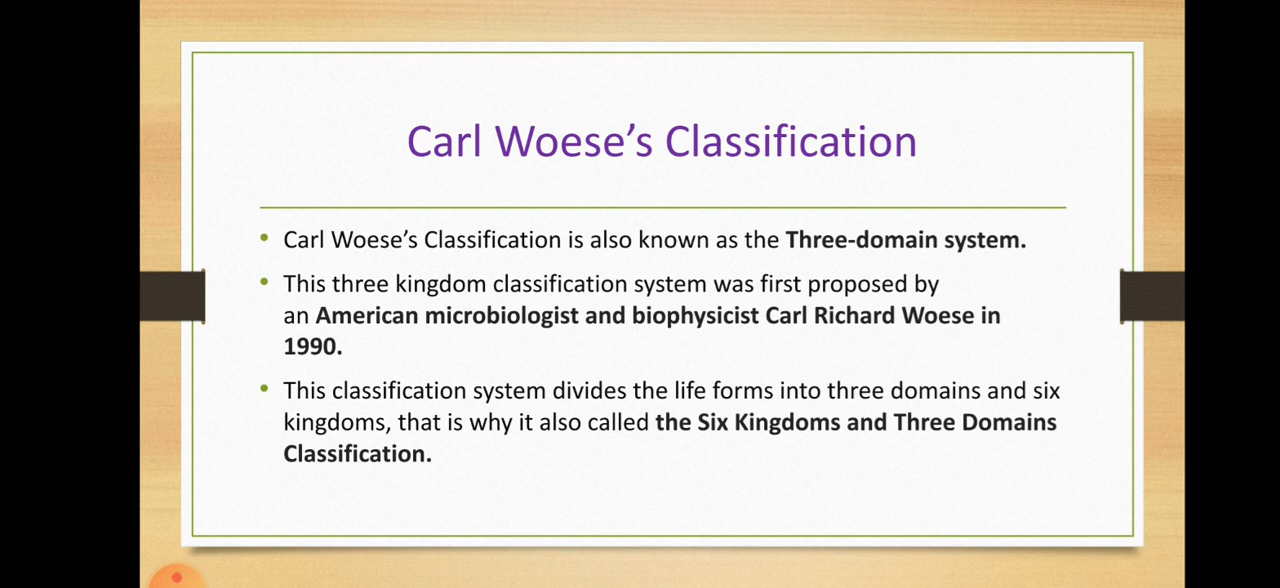 Carl Woese’s Classification
• Carl Woese’s Classification is also known as the Three-domain system.
• This three kingdom classification system was first proposed by
an American microbiologist and biophysicist Carl Richard Woese in
1990.
• This classification system divides the life forms into three domains and six
kingdoms, that is why it also called the Six Kingdoms and Three Domains
Classification.